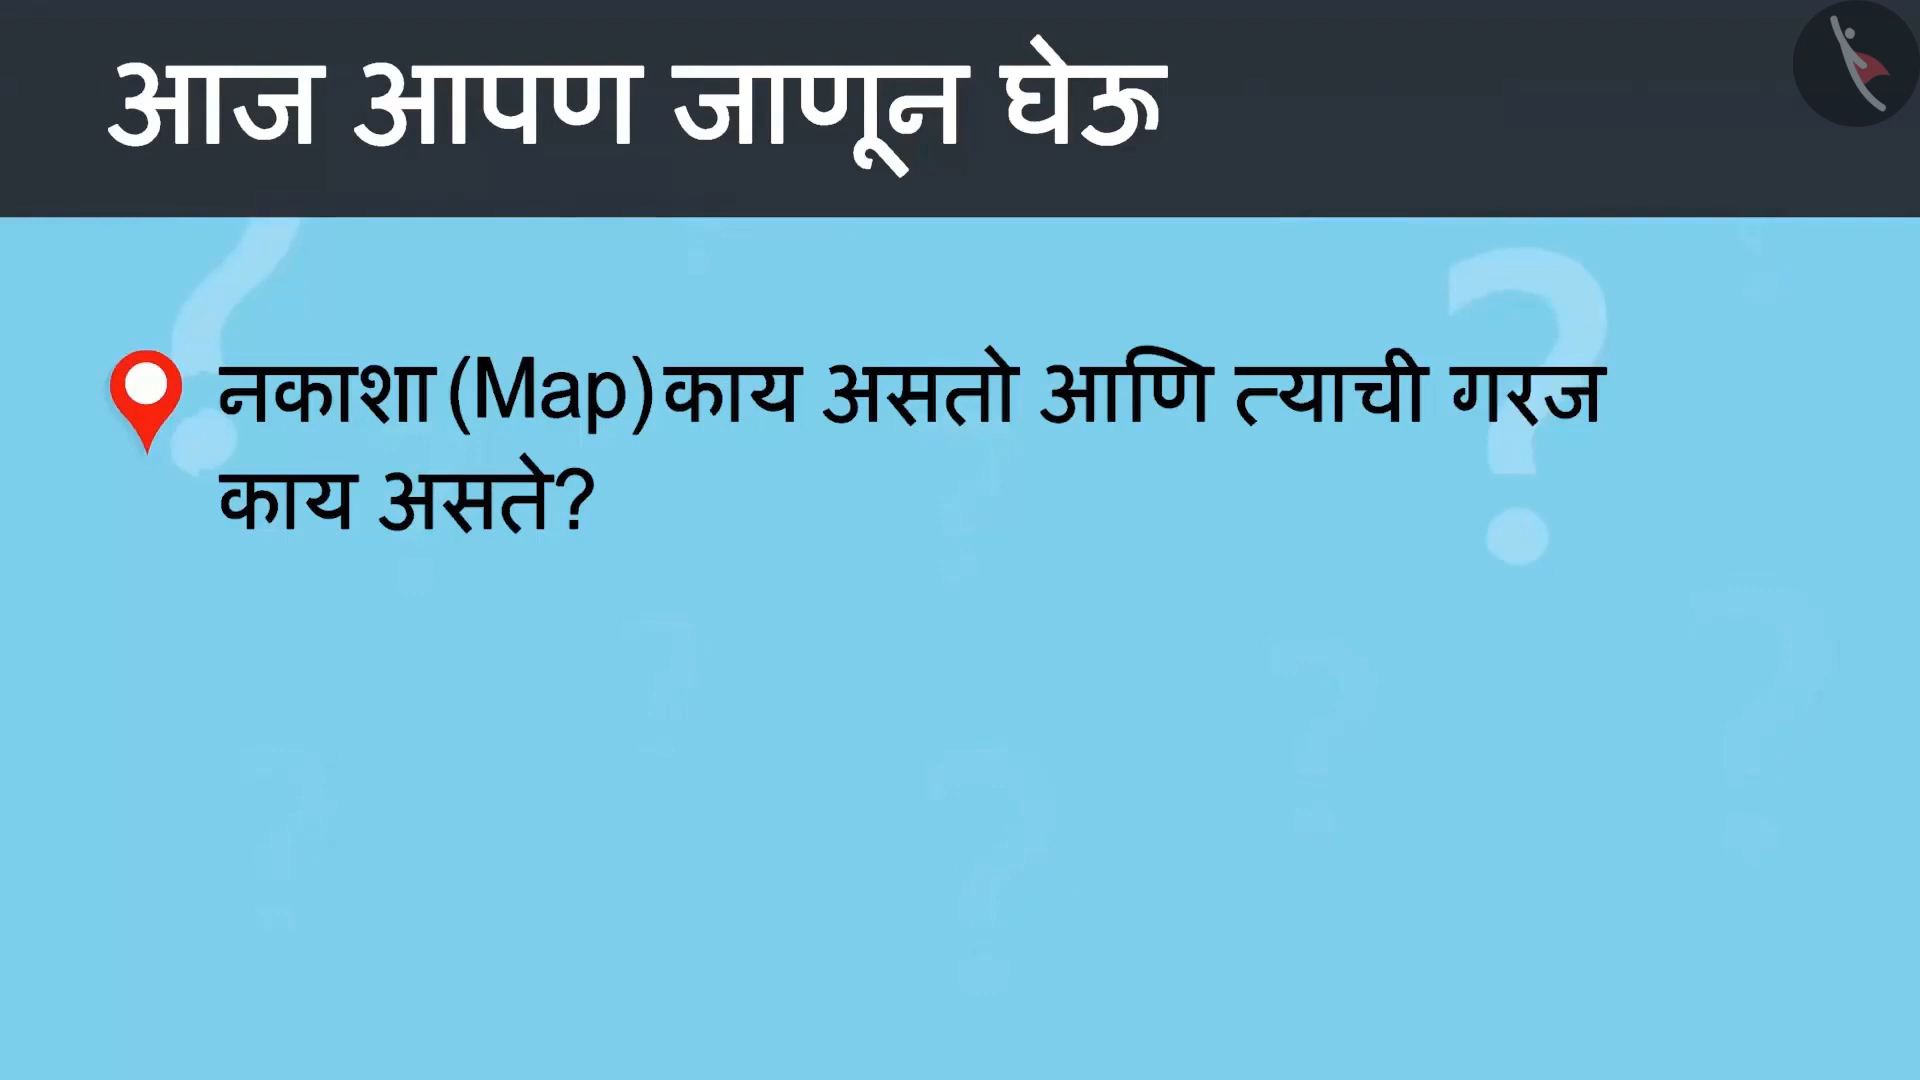 आज आपण जाणून घेऊ
नकाशा (Map) काय असतो आणि त्याची गरज
काय असते?